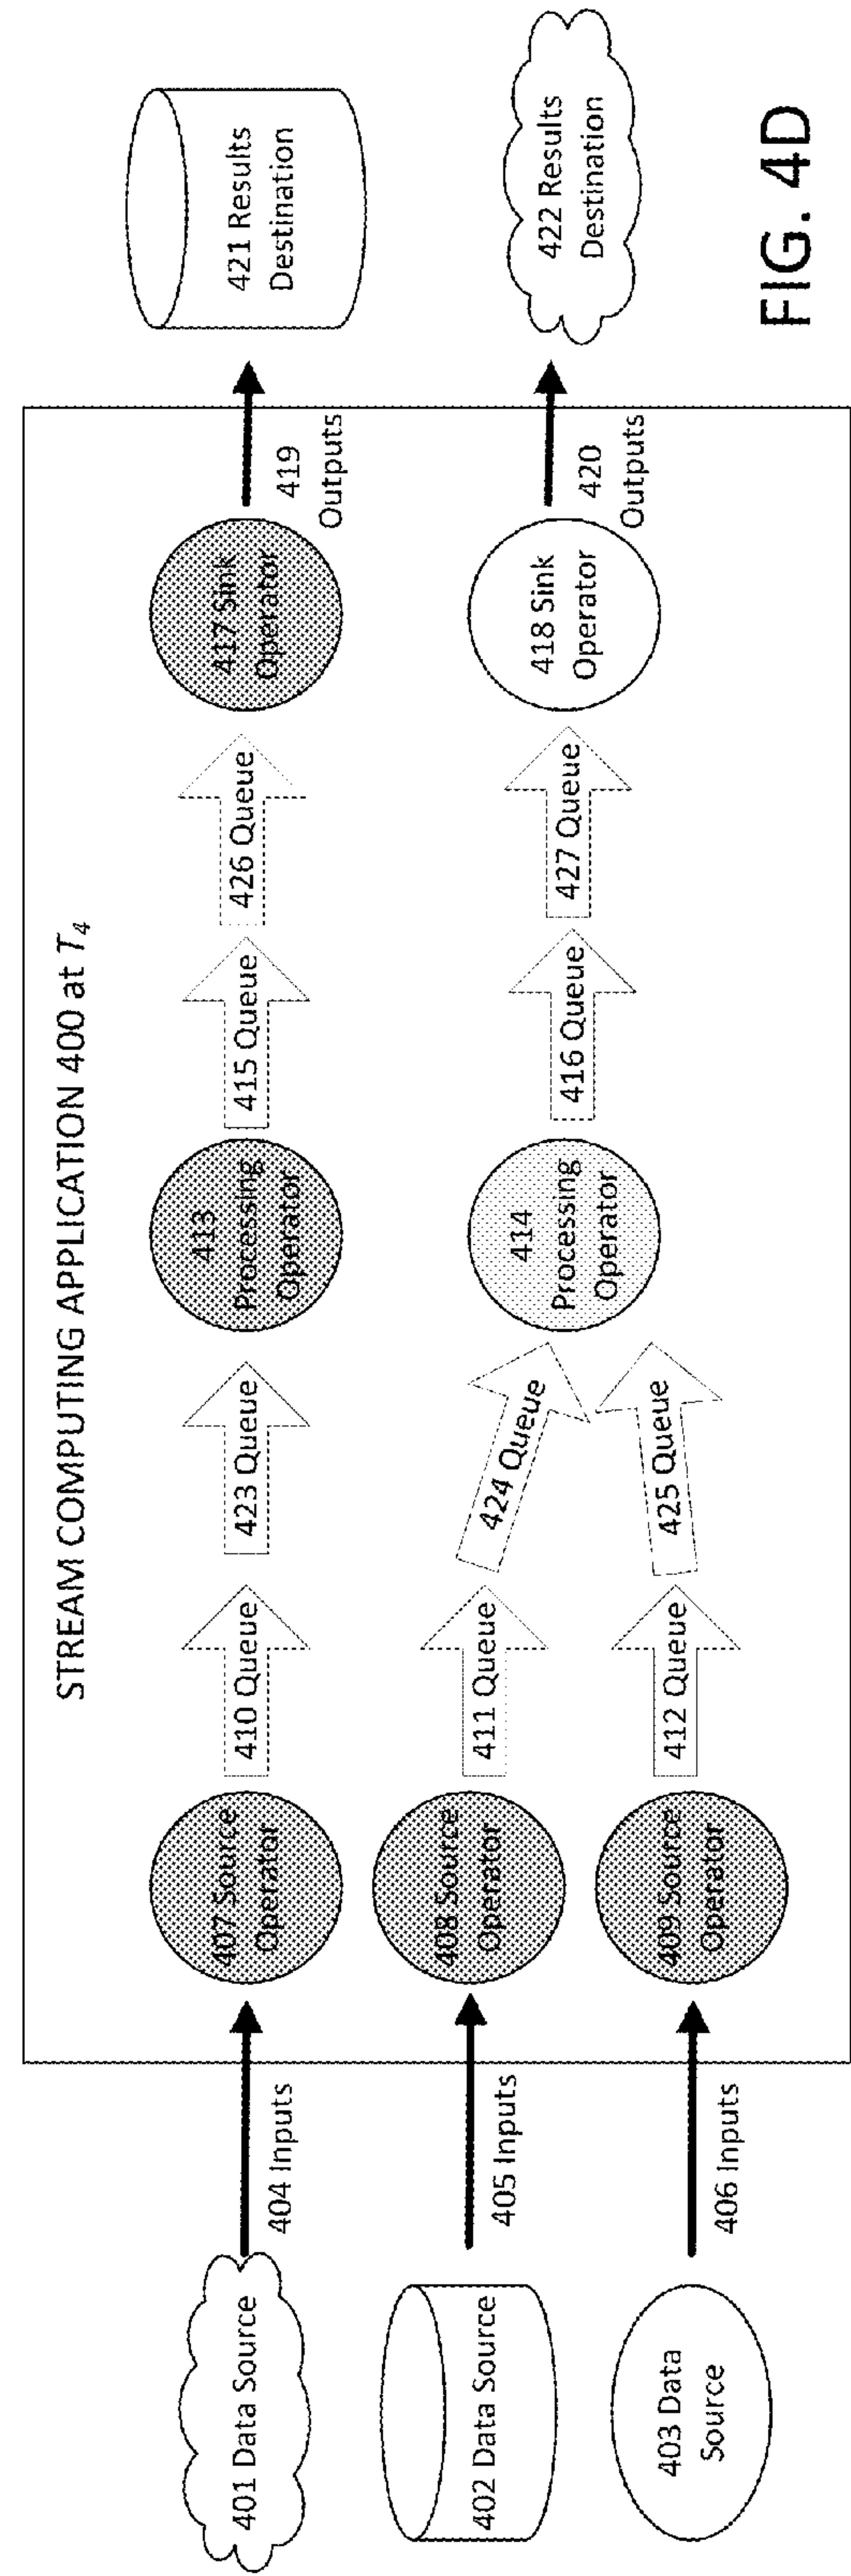 STREAM COMPUTING APPLICATION 400 at T₄
401 Data Source
404 Inputs
407 Source
Operator
410 Queue
423 Queue
413
Processing
Operator
415 Queue
426 Queue
417 Sink
Operator
419
Outputs
421 Results
Destination
402 Data Source
405 Inputs
408 Source
Operator
411 Queue
424 Queue
414
Processing
Operator
416 Queue
427 Queue
418 Sink
Operator
420
Outputs
422 Results
Destination
403 Data
Source
406 Inputs
409 Source
Operator
412 Queue
425 Queue
FIG. 4D